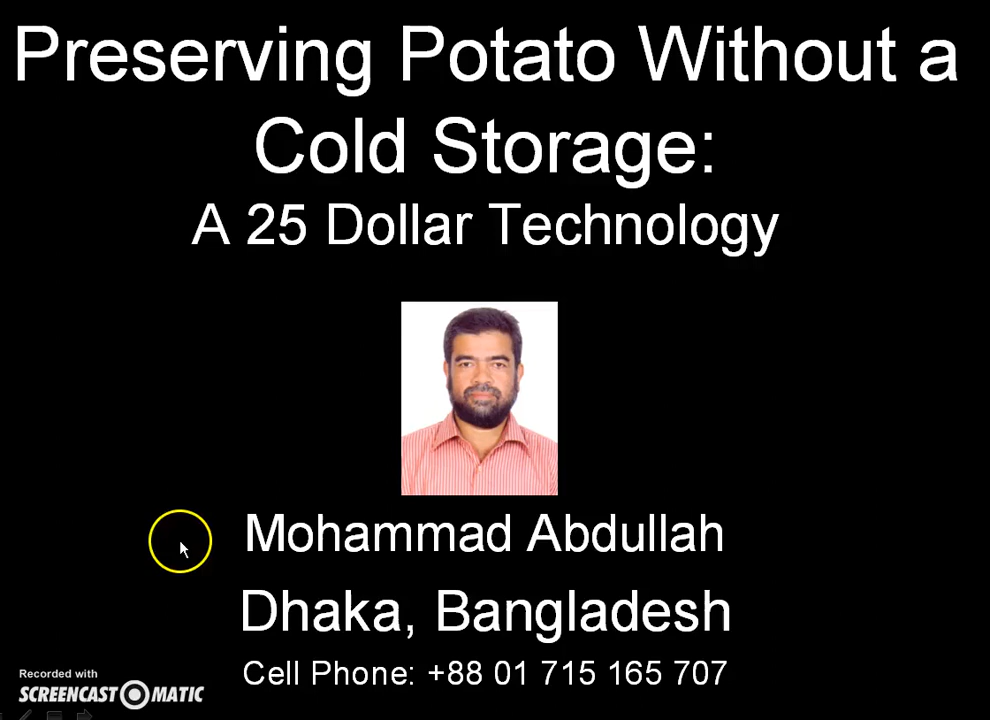 Preserving Potato Without a
Cold Storage:
A 25 Dollar Technology
Mohammad Abdullah
Dhaka, Bangladesh
Cell Phone: +88 01 715 165 707
Recorded with
SCREENCAST MATIC